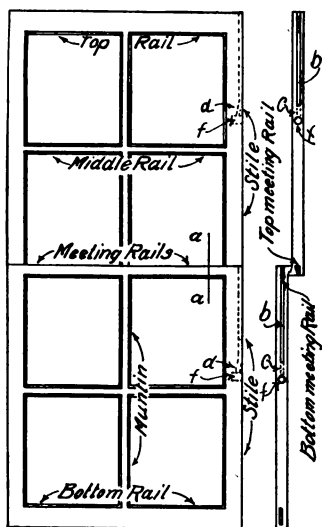 Top Rail
b
d
f
a
f
Stile
Top meeting Rail
Middle Rail
Meeting Rails
a
a
b
d
f
a
f
Muntin
Stile
Bottom meeting Rail
Bottom Rail